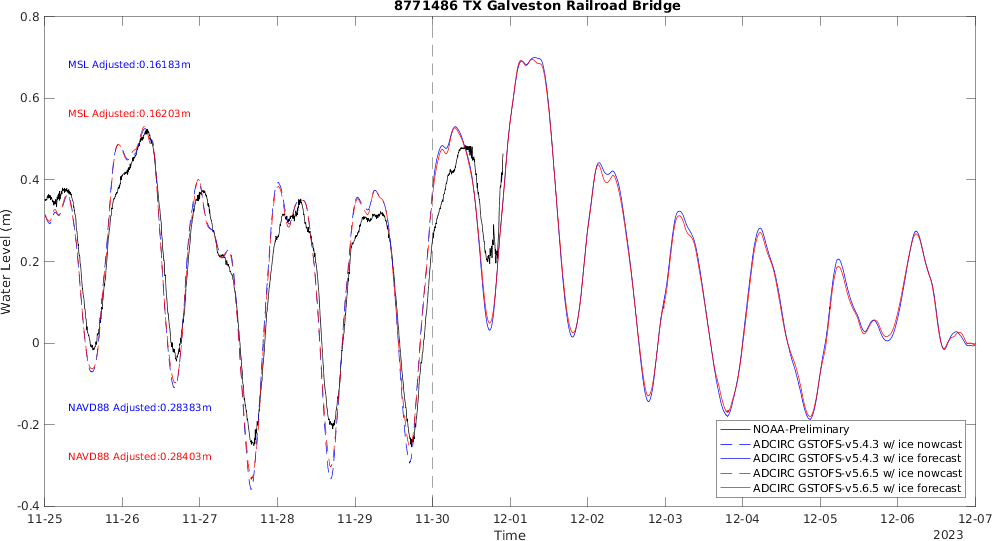 8771486 TX Galveston Railroad Bridge
0.8
MSL Adjusted:0.16183m
0.6
MSL Adjusted:0.16203m
0.4
Water Level (m)
0.2
0
NAVD88 Adjusted:0.28383m
-0.2
NAVD88 Adjusted:0.28403m
NOAA-Preliminary
ADCIRC GSTOFS-v5.4.3 w/ ice nowcast
ADCIRC GSTOFS-v5.4.3 w/ ice forecast
ADCIRC GSTOFS-v5.6.5 w/ ice nowcast
ADCIRC GSTOFS-v5.6.5 w/ ice forecast
-0.4
11-25 11-26 11-27 11-28 11-29 11-30 12-01 12-02 12-03 12-04 12-05 12-06 12-07
Time
2023